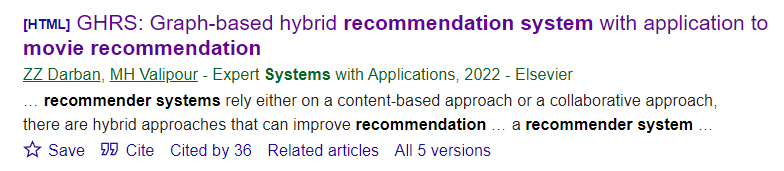 [HTML] GHRS: Graph-based hybrid recommendation system with application to
movie recommendation
ZZ Darban, MH Valipour - Expert Systems with Applications, 2022 - Elsevier
… recommender systems rely either on a content-based approach or a collaborative approach,
there are hybrid approaches that can improve recommendation … a recommender system …
Save Cite Cited by 36 Related articles All 5 versions